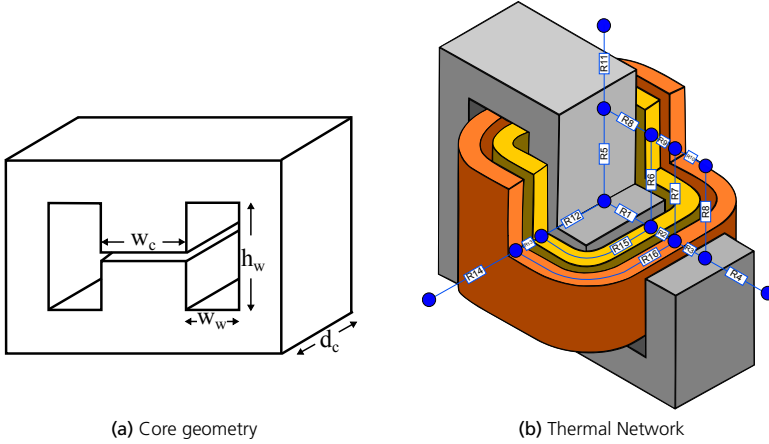 w_c
h_w
w_w
d_c
(a) Core geometry
R11
R8
R9
R5
R6
R7
R8
R12
R1
R2
R3
R15
R16
R14
R4
(b) Thermal Network